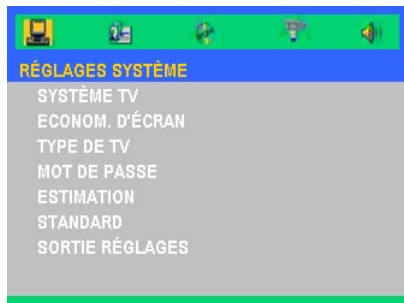 RÉGLAGES SYSTÈME
SYSTÈME TV
ECONOM. D'ÉCRAN
TYPE DE TV
MOT DE PASSE
ESTIMATION
STANDARD
SORTIE RÉGLAGES